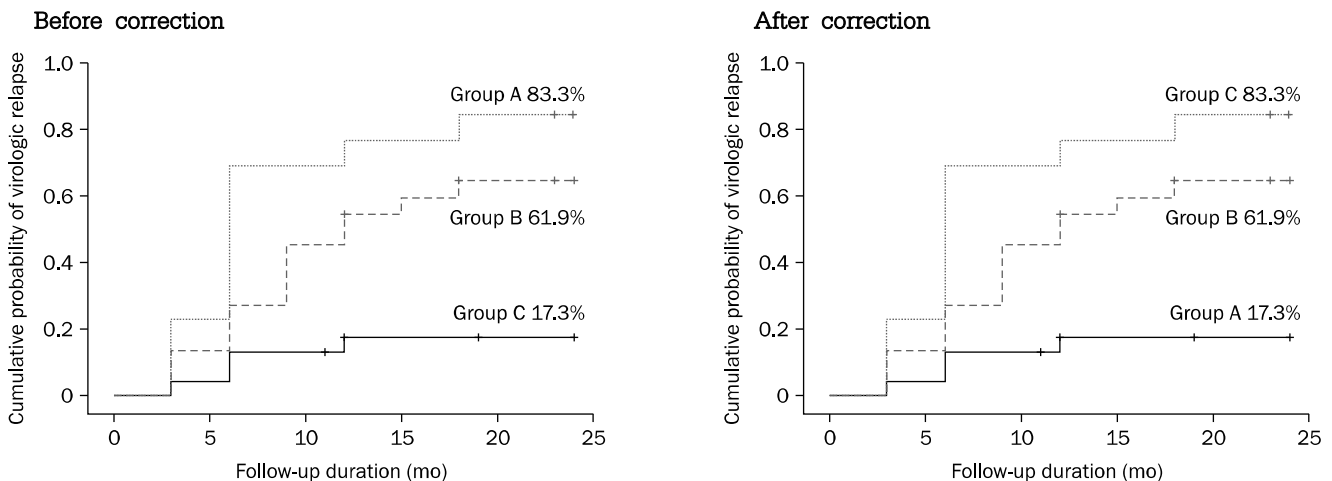 Before correction
Cumulative probability of virologic relapse
1.0
0.8
0.6
0.4
0.2
0
Group A 83.3%
Group B 61.9%
Group C 17.3%
0 5 10 15 20 25
Follow-up duration (mo)
After correction
Cumulative probability of virologic relapse
1.0
0.8
0.6
0.4
0.2
0
Group C 83.3%
Group B 61.9%
Group A 17.3%
0 5 10 15 20 25
Follow-up duration (mo)